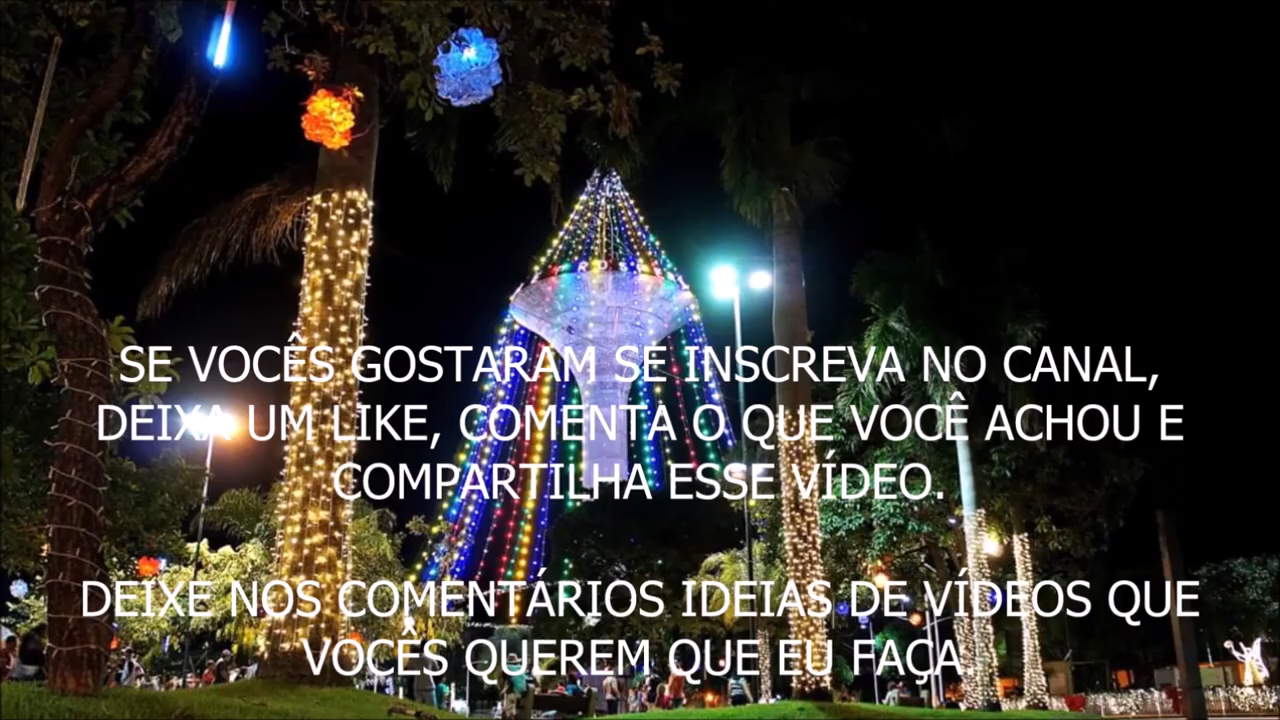 SE VOCÊS GOSTARAM SE INSCREVA NO CANAL,
DEIXA UM LIKE, COMENTA O QUE VOCÊ ACHOU E
COMPARTILHA ESSE VÍDEO.
DEIXE NOS COMENTÁRIOS IDEIAS DE VÍDEOS QUE
VOCÊS QUEREM QUE EU FAÇA